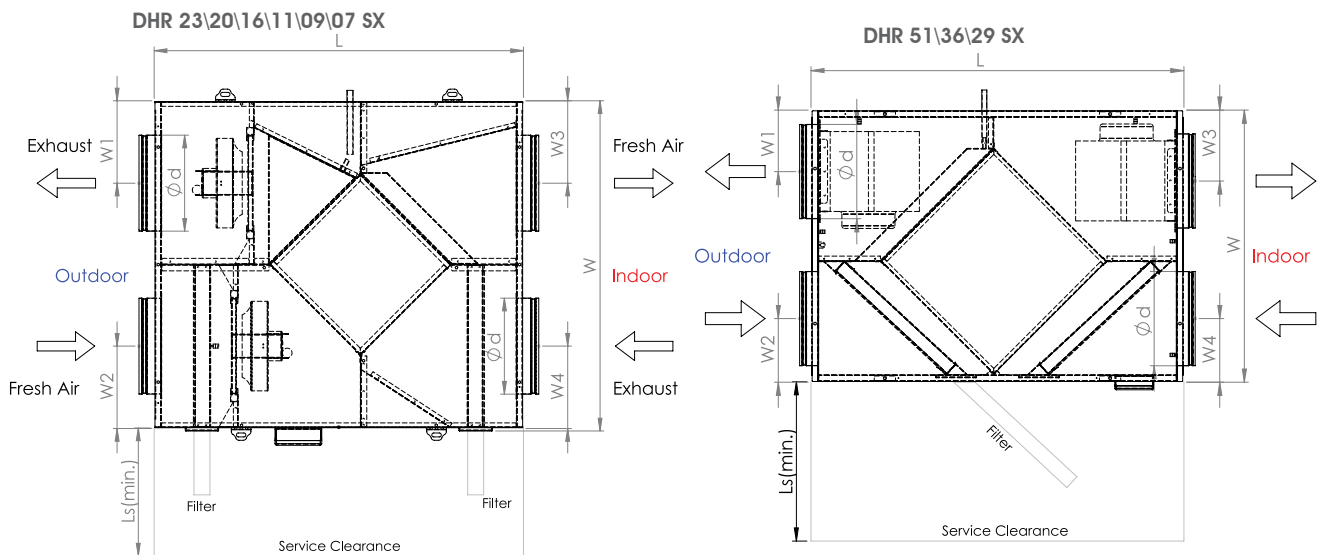 DHR 23\20\16\11\09\07 SX
L
Exhaust
W1
Ød
W3
Fresh Air
Outdoor
W
Indoor
Fresh Air
W2
Ød
W4
Exhaust
Ls(min.)
Filter
Filter
Service Clearance
DHR 51\36\29 SX
L
W1
Ød
W3
Outdoor
W
Indoor
W2
Ød
W4
Ls(min.)
Filter
Service Clearance